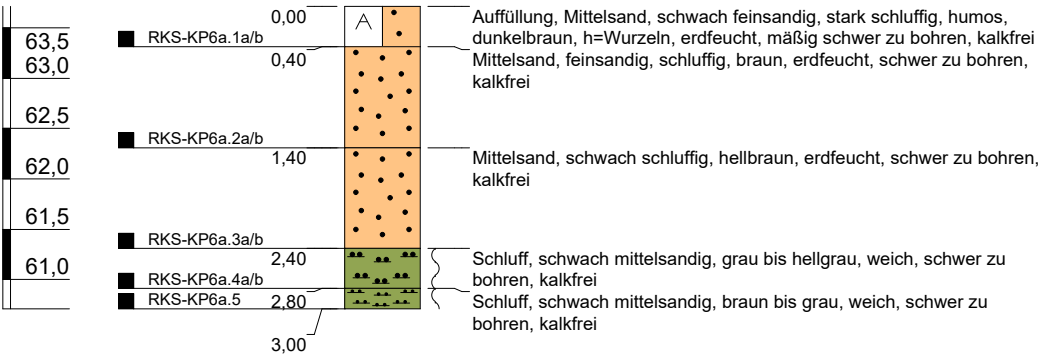 63,5
63,0
62,5
62,0
61,5
61,0
RKS-KP6a.1a/b
RKS-KP6a.2a/b
RKS-KP6a.3a/b
RKS-KP6a.4a/b
RKS-KP6a.5
0,00
0,40
1,40
2,40
2,80
3,00
A
Auffüllung, Mittelsand, schwach feinsandig, stark schluffig, humos,
dunkelbraun, h=Wurzeln, erdfeucht, mäßig schwer zu bohren, kalkfrei
Mittelsand, feinsandig, schluffig, braun, erdfeucht, schwer zu bohren,
kalkfrei
Mittelsand, schwach schluffig, hellbraun, erdfeucht, schwer zu bohren,
kalkfrei
Schluff, schwach mittelsandig, grau bis hellgrau, weich, schwer zu
bohren, kalkfrei
Schluff, schwach mittelsandig, braun bis grau, weich, schwer zu
bohren, kalkfrei